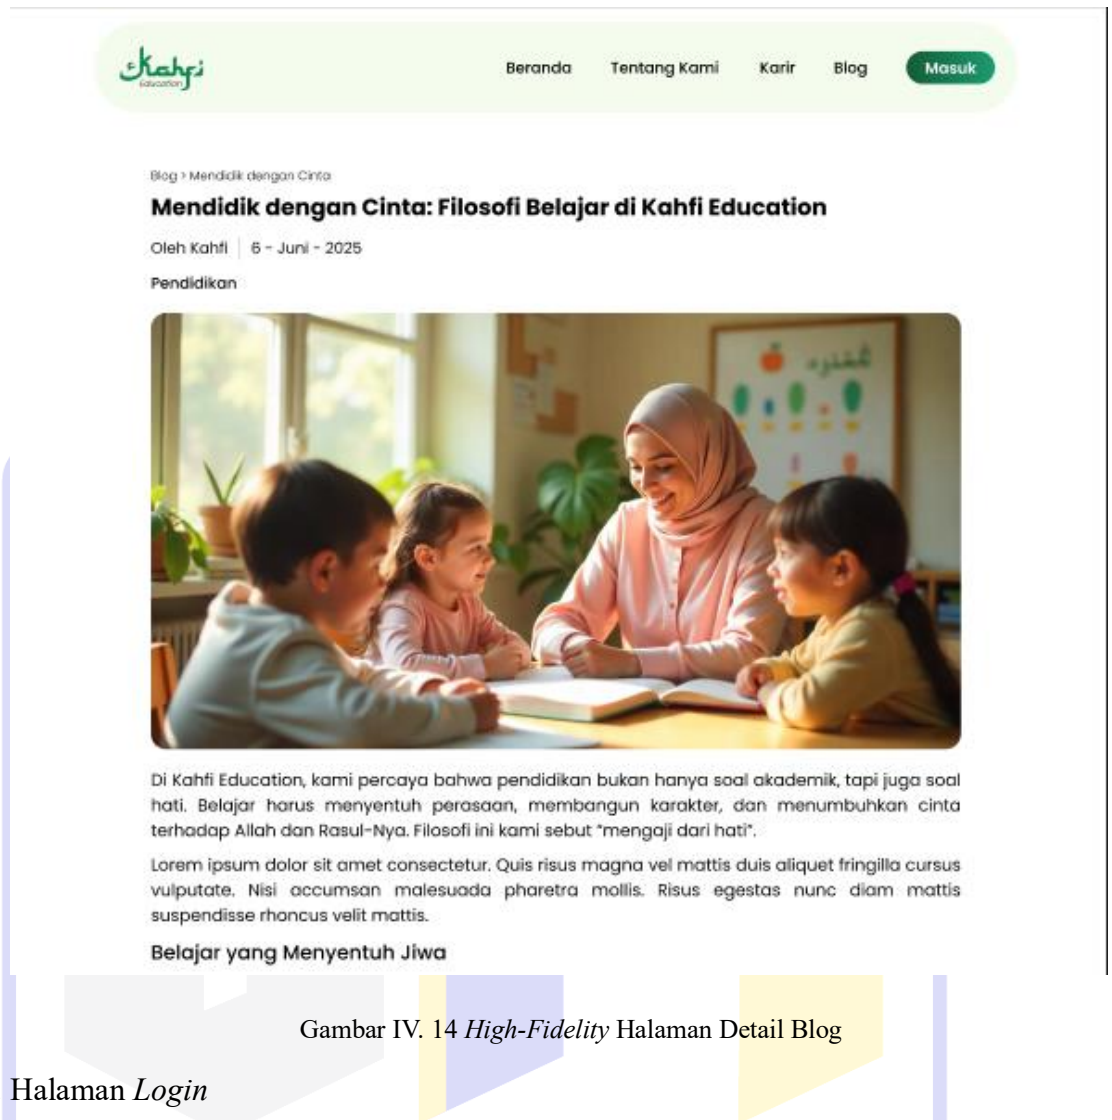 Kahfi
Education
Beranda Tentang Kami Karir Blog Masuk
Blog > Mendidik dengan Cinta
Mendidik dengan Cinta: Filosofi Belajar di Kahfi Education
Oleh Kahfi | 6 - Juni - 2025
Pendidikan
Di Kahfi Education, kami percaya bahwa pendidikan bukan hanya soal akademik, tapi juga soal
hati. Belajar harus menyentuh perasaan, membangun karakter, dan menumbuhkan cinta
terhadap Allah dan Rasul-Nya. Filosofi ini kami sebut "mengaji dari hati".
Lorem ipsum dolor sit amet consectetur. Quis risus magna vel mattis duis aliquet fringilla cursus
vulputate. Nisi accumsan malesuada pharetra mollis. Risus egestas nunc diam mattis
suspendisse rhoncus velit mattis.
Belajar yang Menyentuh Jiwa
Gambar IV. 14 High-Fidelity Halaman Detail Blog
Halaman Login